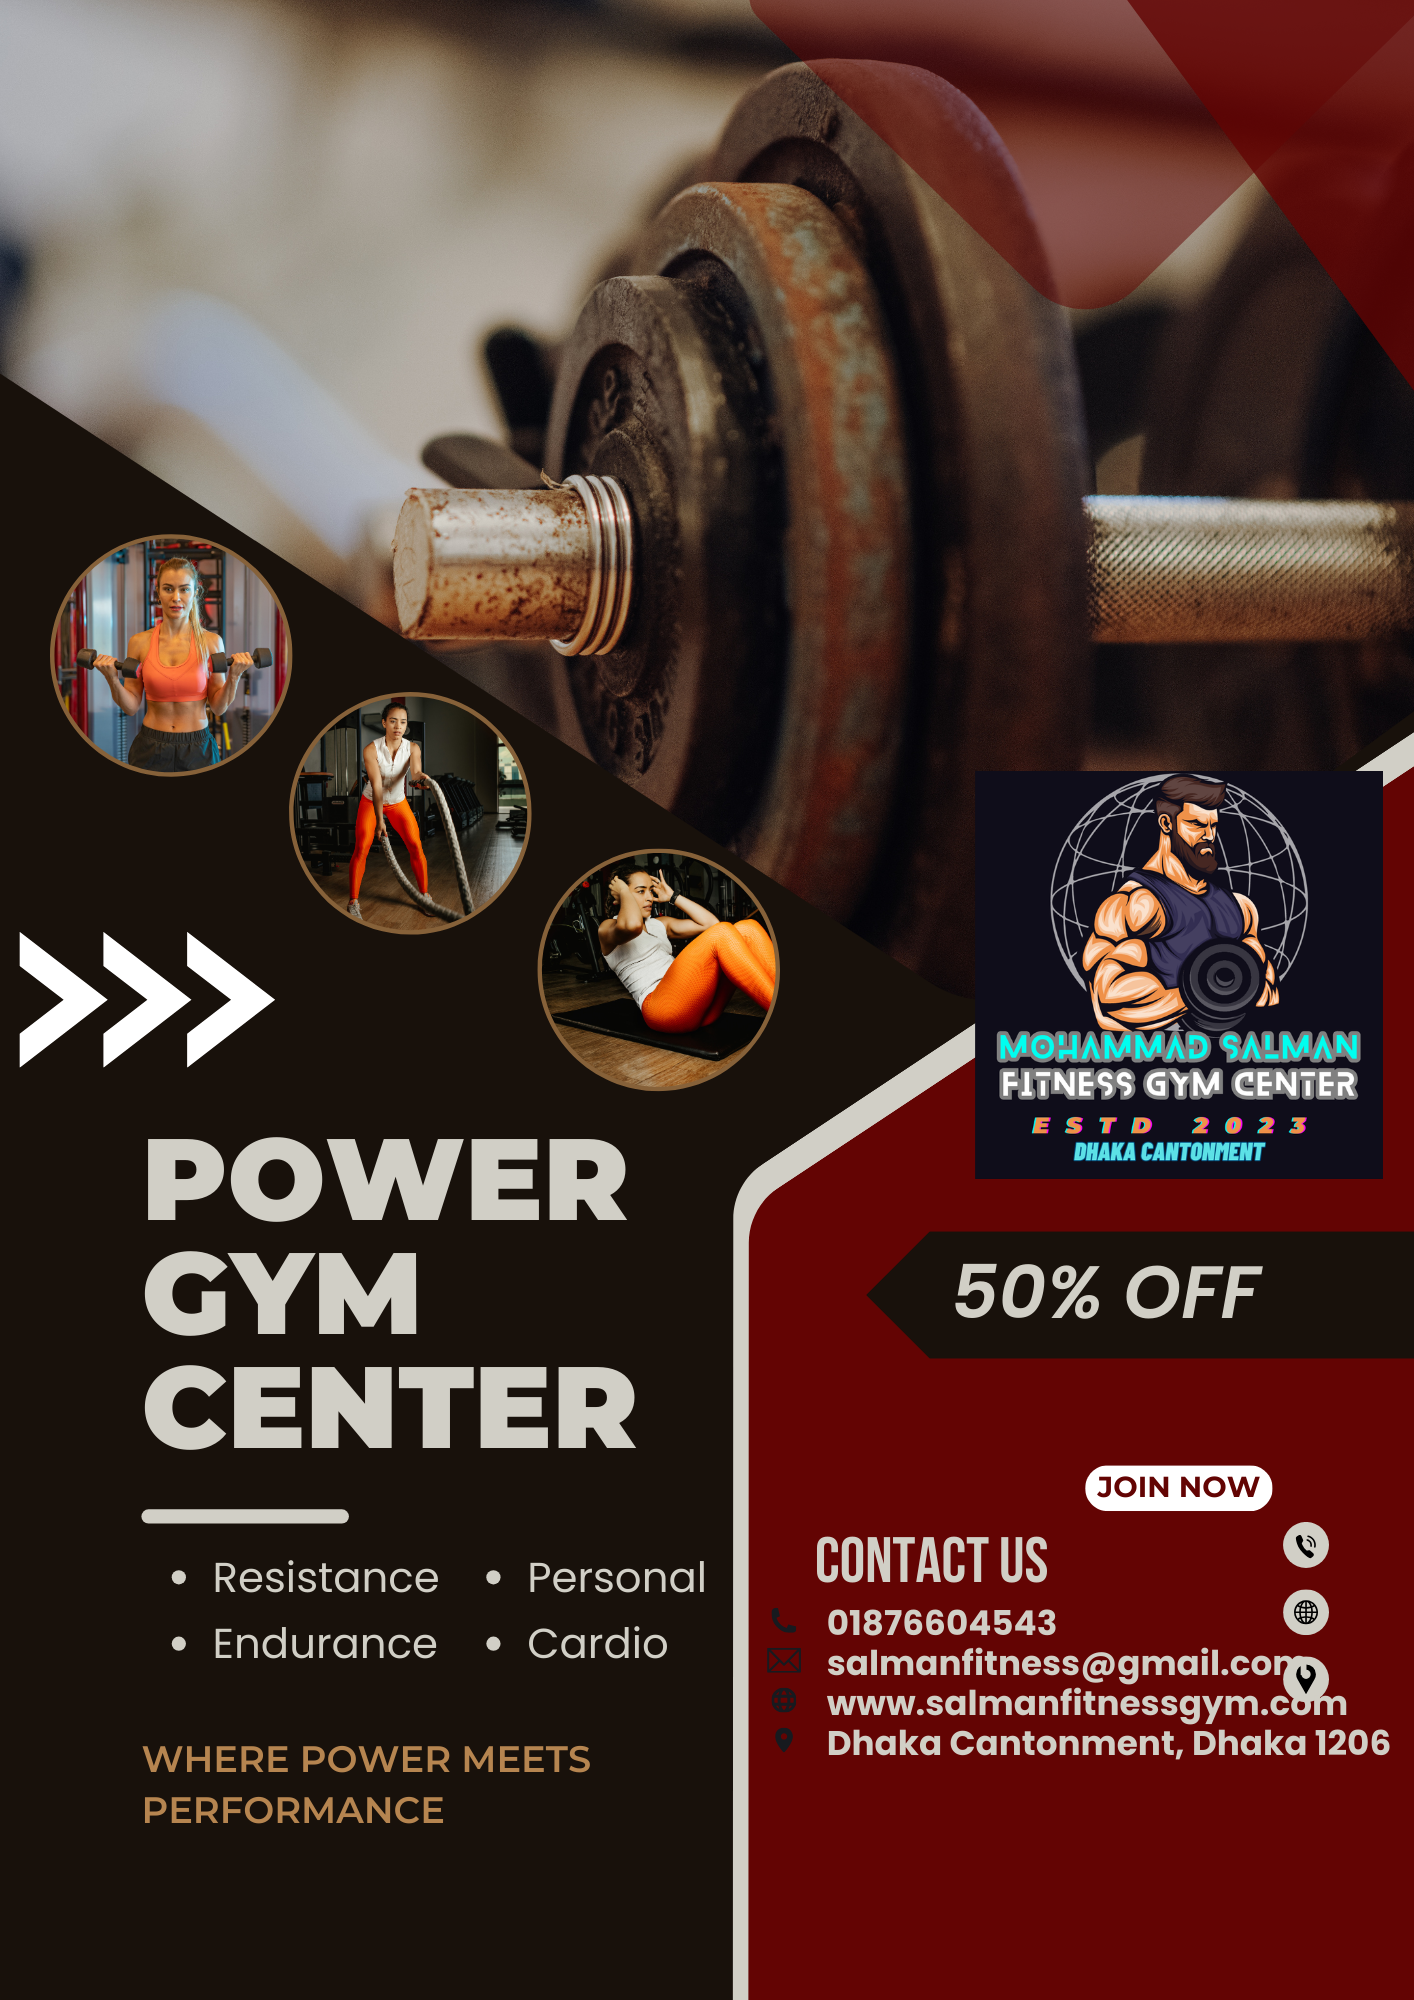 MOHAMMAD SALMAN
FITNESS GYM CENTER
ESTD 2023
DHAKA CANTONMENT
POWER
GYM
CENTER
50% OFF
Resistance
Personal
Endurance
Cardio
WHERE POWER MEETS
PERFORMANCE
JOIN NOW
CONTACT US
01876604543
salmanfitness@gmail.com
www.salmanfitnessgym.com
Dhaka Cantonment, Dhaka 1206